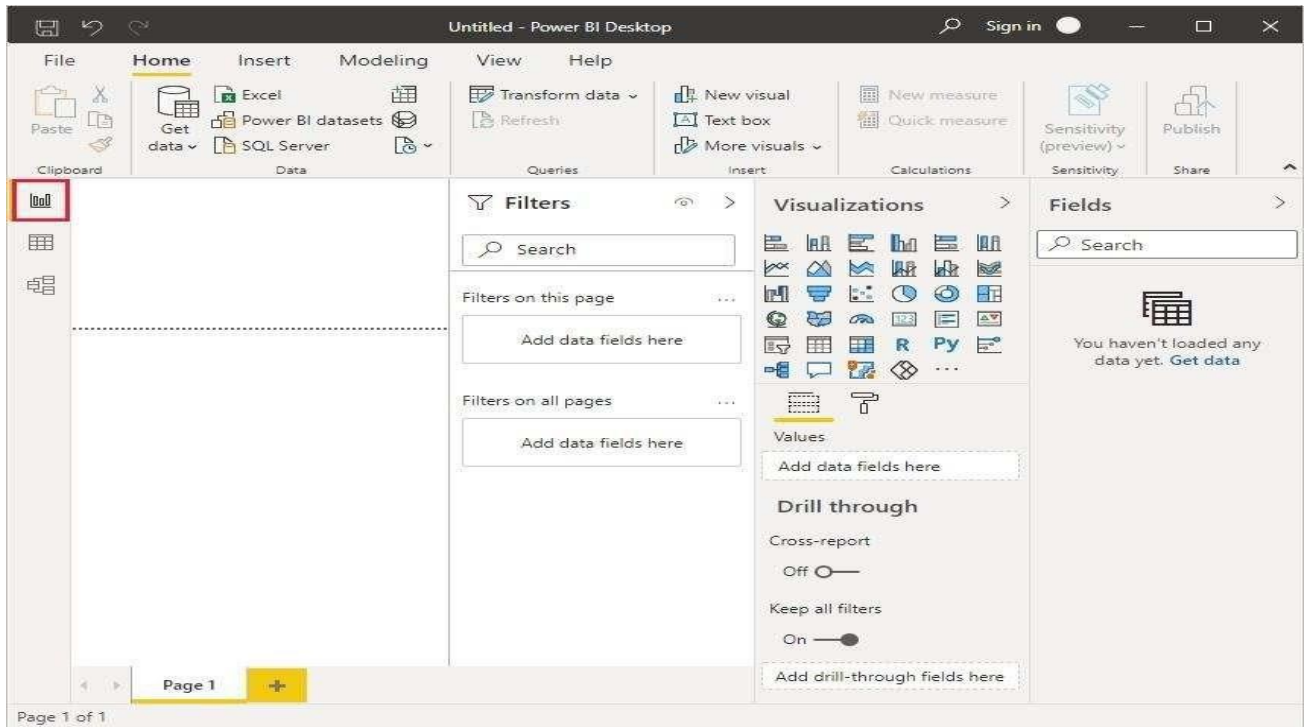 Untitled - Power BI Desktop
Sign in
File Home Insert Modeling View Help
Paste
Clipboard
Get data
Excel
Power BI datasets
SQL Server
Data
Transform data
Refresh
Queries
New visual
Text box
More visuals
Insert
New measure
Quick measure
Calculations
Sensitivity
(preview)
Sensitivity
Publish
Share
Filters
Search
Filters on this page ...
Add data fields here
Filters on all pages ...
Add data fields here
Visualizations
123
R Py
...
Values
Add data fields here
Drill through
Cross-report
Off
Keep all filters
On
Add drill-through fields here
Fields
Search
You haven't loaded any
data yet. Get data
Page 1
Page 1 of 1